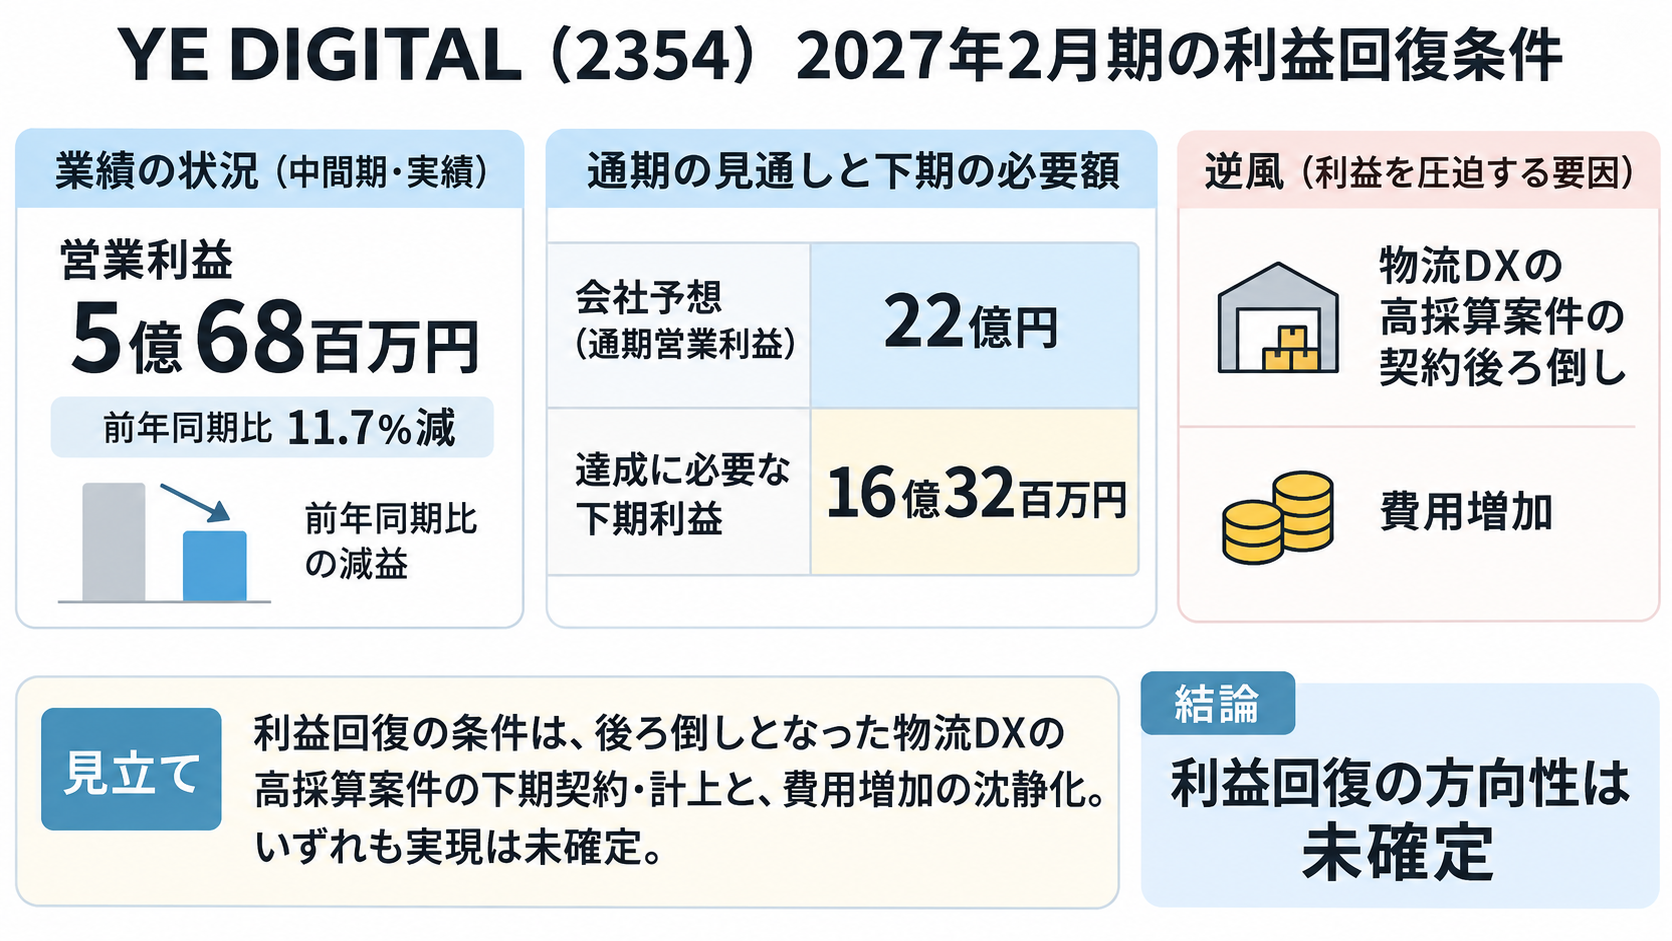 YE DIGITAL（2354）2027年2月期の利益回復条件
業績の状況（中間期・実績）
営業利益
5億68百万円
前年同期比 11.7%減
前年同期比
の減益
通期の見通しと下期の必要額
会社予想
（通期営業利益）
22億円
達成に必要な
下期利益
16億32百万円
逆風（利益を圧迫する要因）
物流DXの
高採算案件の
契約後ろ倒し
費用増加
見立て
利益回復の条件は、後ろ倒しとなった物流DXの
高採算案件の下期契約・計上と、費用増加の沈静化。
いずれも実現は未確定。
結論
利益回復の方向性は
未確定